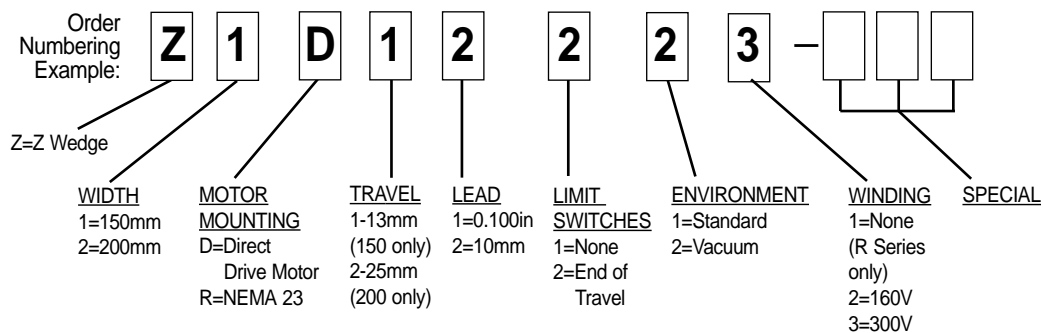 Order
Numbering
Example:
Z 1 D 1 2 2 2 3 –
Z=Z Wedge
WIDTH
1=150mm
2=200mm
MOTOR
MOUNTING
D=Direct
Drive Motor
R=NEMA 23
TRAVEL
1-13mm
(150 only)
2-25mm
(200 only)
LEAD
1=0.100in
2=10mm
LIMIT
SWITCHES
1=None
2=End of
Travel
ENVIRONMENT
1=Standard
2=Vacuum
WINDING
1=None
(R Series
only)
2=160V
3=300V
SPECIAL